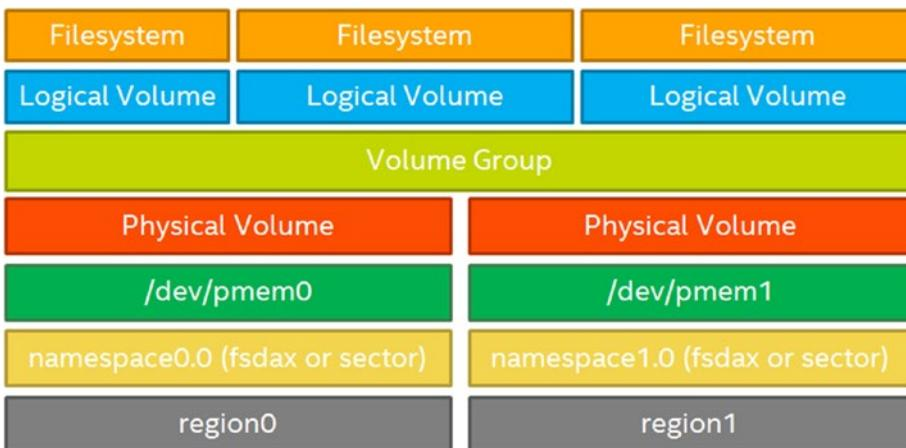 Filesystem Filesystem Filesystem
Logical Volume Logical Volume Logical Volume
Volume Group
Physical Volume Physical Volume
/dev/pmem0 /dev/pmem1
namespace0.0 (fsdax or sector) namespace1.0 (fsdax or sector)
region0 region1